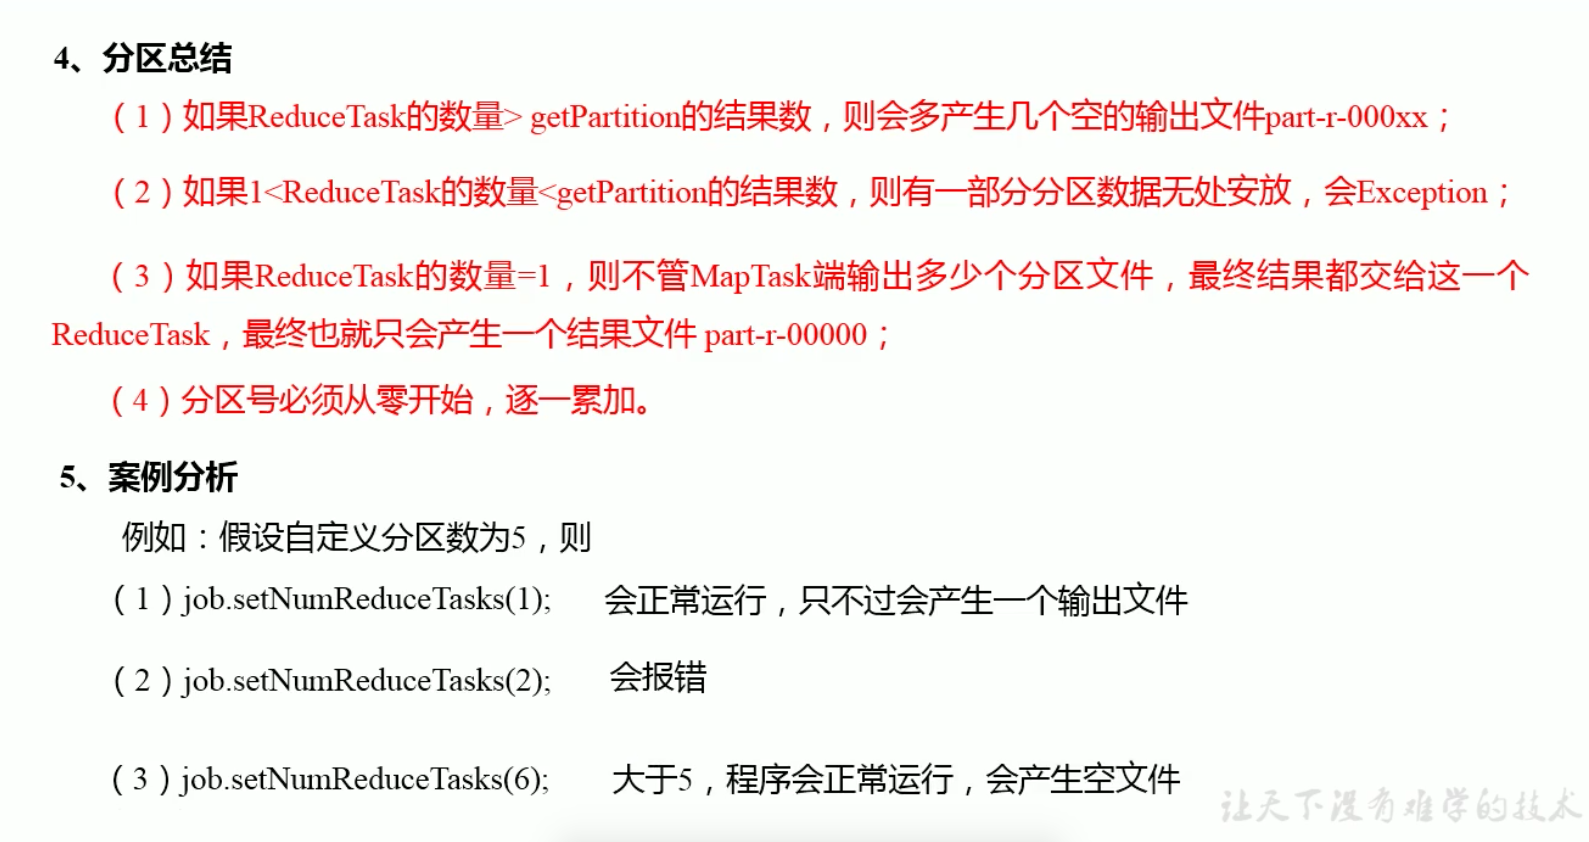 4、分区总结
（1）如果ReduceTask的数量> getPartition的结果数，则会多产生几个空的输出文件part-r-000xx；
（2）如果1<ReduceTask的数量<getPartition的结果数，则有一部分分区数据无处安放，会Exception；
（3）如果ReduceTask的数量=1，则不管MapTask端输出多少个分区文件，最终结果都交给这一个
ReduceTask，最终也就只会产生一个结果文件 part-r-00000；
（4）分区号必须从零开始，逐一累加。
5、案例分析
例如：假设自定义分区数为5，则
（1）job.setNumReduceTasks(1); 会正常运行，只不过会产生一个输出文件
（2）job.setNumReduceTasks(2); 会报错
（3）job.setNumReduceTasks(6); 大于5，程序会正常运行，会产生空文件
让天下没有难学的技术